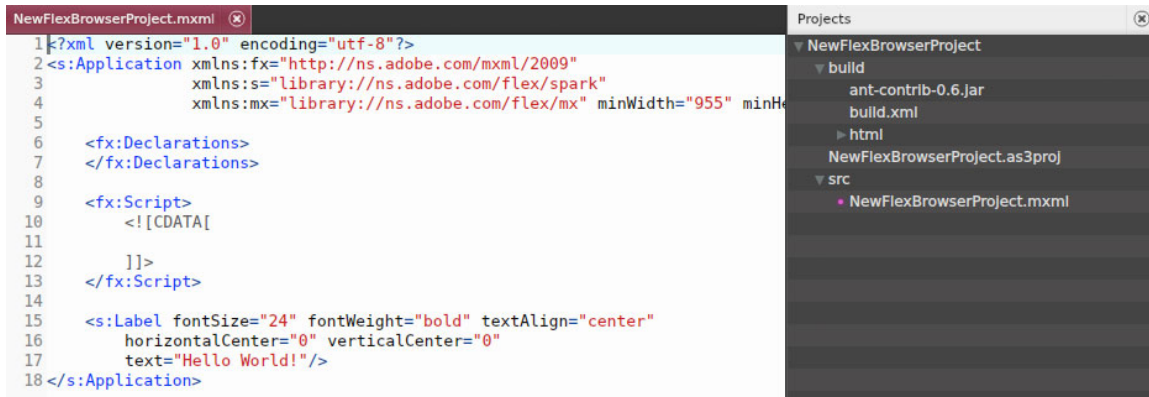 NewFlexBrowserProject.mxml
1 <?xml version="1.0" encoding="utf-8"?>
2 <s:Application xmlns:fx="http://ns.adobe.com/mxml/2009"
3 xmlns:s="library://ns.adobe.com/flex/spark"
4 xmlns:mx="library://ns.adobe.com/flex/mx" minWidth="955" minHe
5
6 <fx:Declarations>
7 </fx:Declarations>
8
9 <fx:Script>
10 <![CDATA[
11
12 ]]>
13 </fx:Script>
14
15 <s:Label fontSize="24" fontWeight="bold" textAlign="center"
16 horizontalCenter="0" verticalCenter="0"
17 text="Hello World!"/>
18 </s:Application>
Projects
NewFlexBrowserProject
build
ant-contrib-0.6.jar
build.xml
html
NewFlexBrowserProject.as3proj
src
NewFlexBrowserProject.mxml